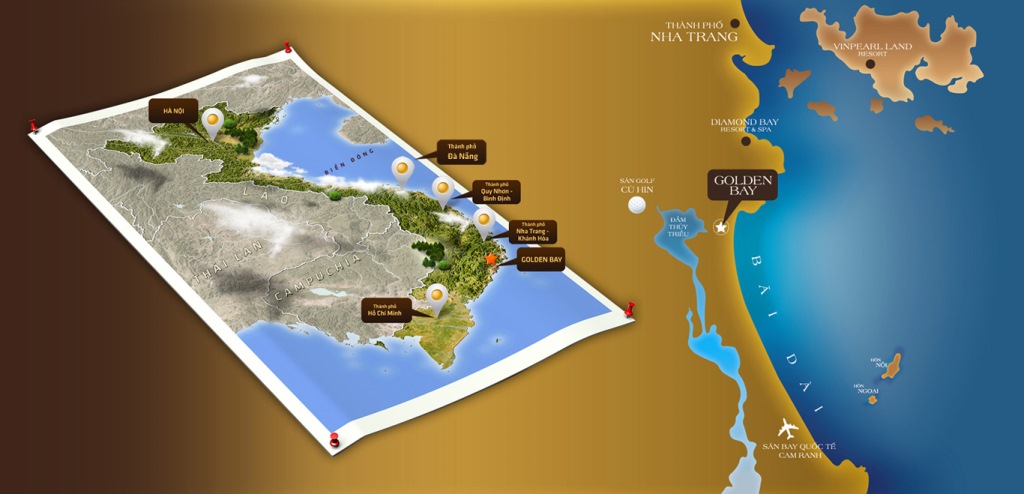 HÀ NỘI
BIỂN ĐÔNG
Thành phố
Đà Nẵng
Thành phố
Quy Nhơn -
Bình Định
Thành phố
Nha Trang -
Khánh Hòa
GOLDEN BAY
LÀO
THÁI LAN
CAMPUCHIA
Thành phố
Hồ Chí Minh
THÀNH PHỐ
NHA TRANG
VINPEARL LAND
RESORT
DIAMOND BAY
RESORT & SPA
GOLDEN
BAY
SÂN GOLF
CÙ HIN
ĐẦM
THỦY
TRIỀU
BÃI DÀI
HÒN
NỘI
HÒN
NGOẠI
SÂN BAY QUỐC TẾ
CAM RANH